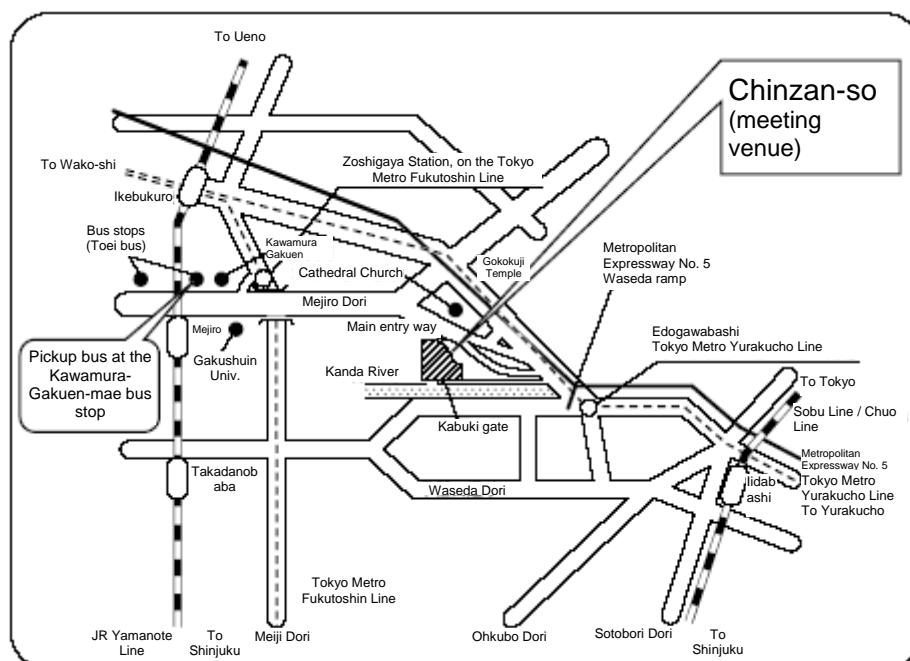 To Ueno
Chinzan-so
(meeting
venue)
To Wako-shi
Zoshigaya Station, on the Tokyo
Metro Fukutoshin Line
Ikebukuro
Bus stops
(Toei bus)
Kawamura
Gakuen
Cathedral Church
Gokokuji
Temple
Metropolitan
Expressway No. 5
Waseda ramp
Mejiro Dori
Main entry way
Mejiro
Gakushuin
Univ.
Pickup bus at the
Kawamura-
Gakuen-mae bus
stop
Edogawabashi
Tokyo Metro Yurakucho Line
Kanda River
To Tokyo
Sobu Line / Chuo
Line
Kabuki gate
Metropolitan
Expressway No. 5
Takadanob
aba
Waseda Dori
Iidab
ashi
Tokyo Metro
Yurakucho Line
To Yurakucho
Tokyo Metro
Fukutoshin Line
JR Yamanote
Line
To
Shinjuku
Meiji Dori
Ohkubo Dori
Sotobori Dori
To
Shinjuku